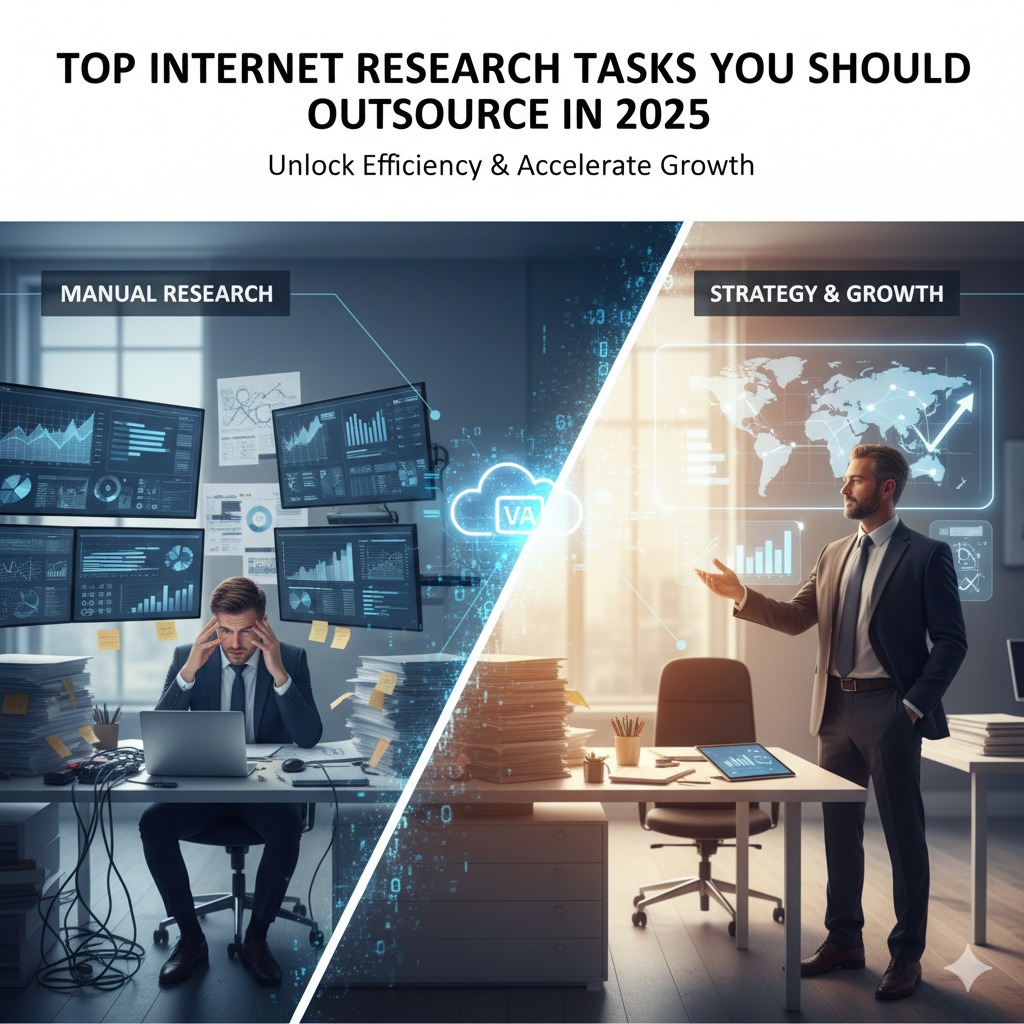 TOP INTERNET RESEARCH TASKS YOU SHOULD
OUTSOURCE IN 2025
Unlock Efficiency & Accelerate Growth
MANUAL RESEARCH
STRATEGY & GROWTH
VA